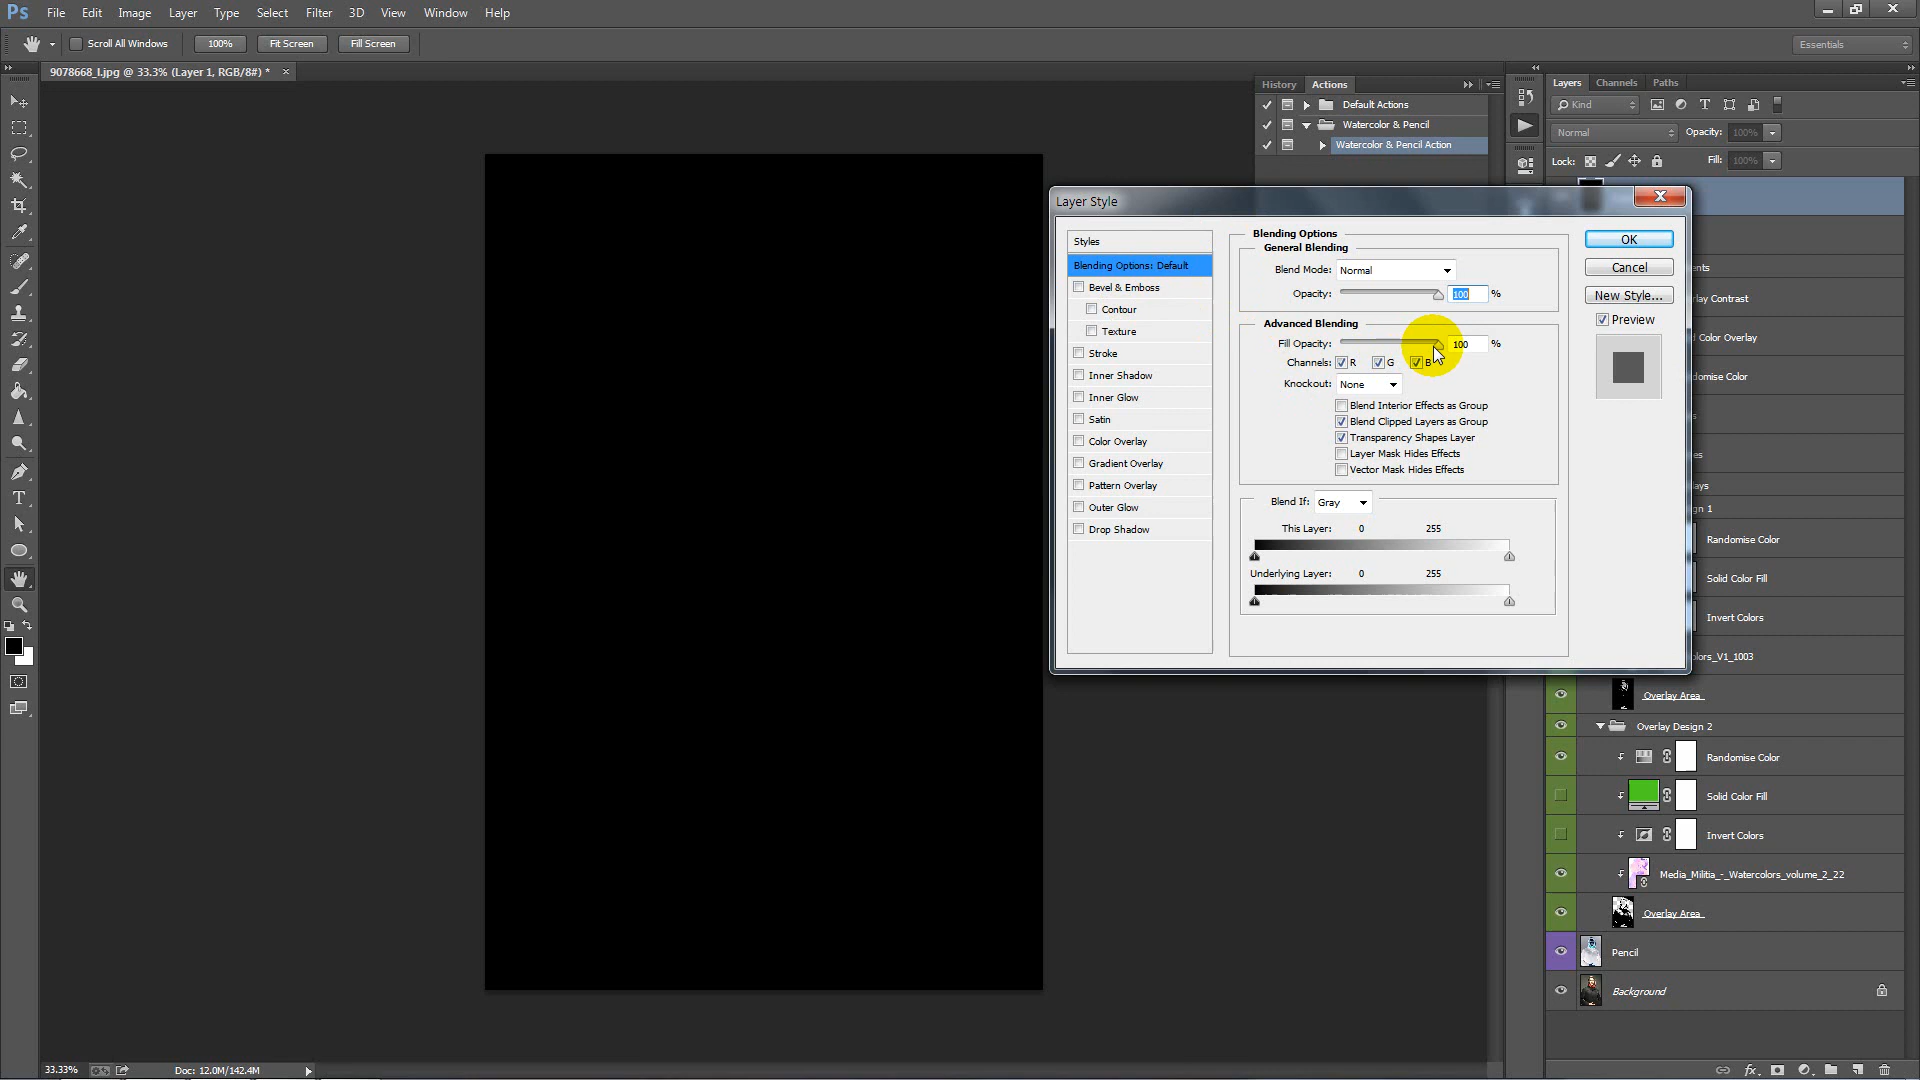 Ps File Edit Image Layer Type Select Filter 3D View Window Help
Scroll All Windows 100% Fit Screen Fill Screen Essentials
9078668_l.jpg @ 33.3% (Layer 1, RGB/8#) * ×
History Actions
Default Actions
Watercolor & Pencil
Watercolor & Pencil Action
Layers Channels Paths
Kind
Normal Opacity: 100%
Lock: Fill: 100%
Layer Style
Styles
Blending Options: Default
Bevel & Emboss
Contour
Texture
Stroke
Inner Shadow
Inner Glow
Satin
Color Overlay
Gradient Overlay
Pattern Overlay
Outer Glow
Drop Shadow
Blending Options
General Blending
Blend Mode: Normal
Opacity: 100 %
Advanced Blending
Fill Opacity: 100 %
Channels: R G B
Knockout: None
Blend Interior Effects as Group
Blend Clipped Layers as Group
Transparency Shapes Layer
Layer Mask Hides Effects
Vector Mask Hides Effects
Blend If: Gray
This Layer: 0 255
Underlying Layer: 0 255
OK
Cancel
New Style...
Preview
ents
lay Contrast
d Color Overlay
domise Color
s
es
ays
gn 1
Randomise Color
Solid Color Fill
Invert Colors
olors_V1_1003
Overlay Area
Overlay Design 2
Randomise Color
Solid Color Fill
Invert Colors
Media_Militia_-_Watercolors_volume_2_22
Overlay Area
Pencil
Background
33.33% Doc: 12.0M/142.4M
fx